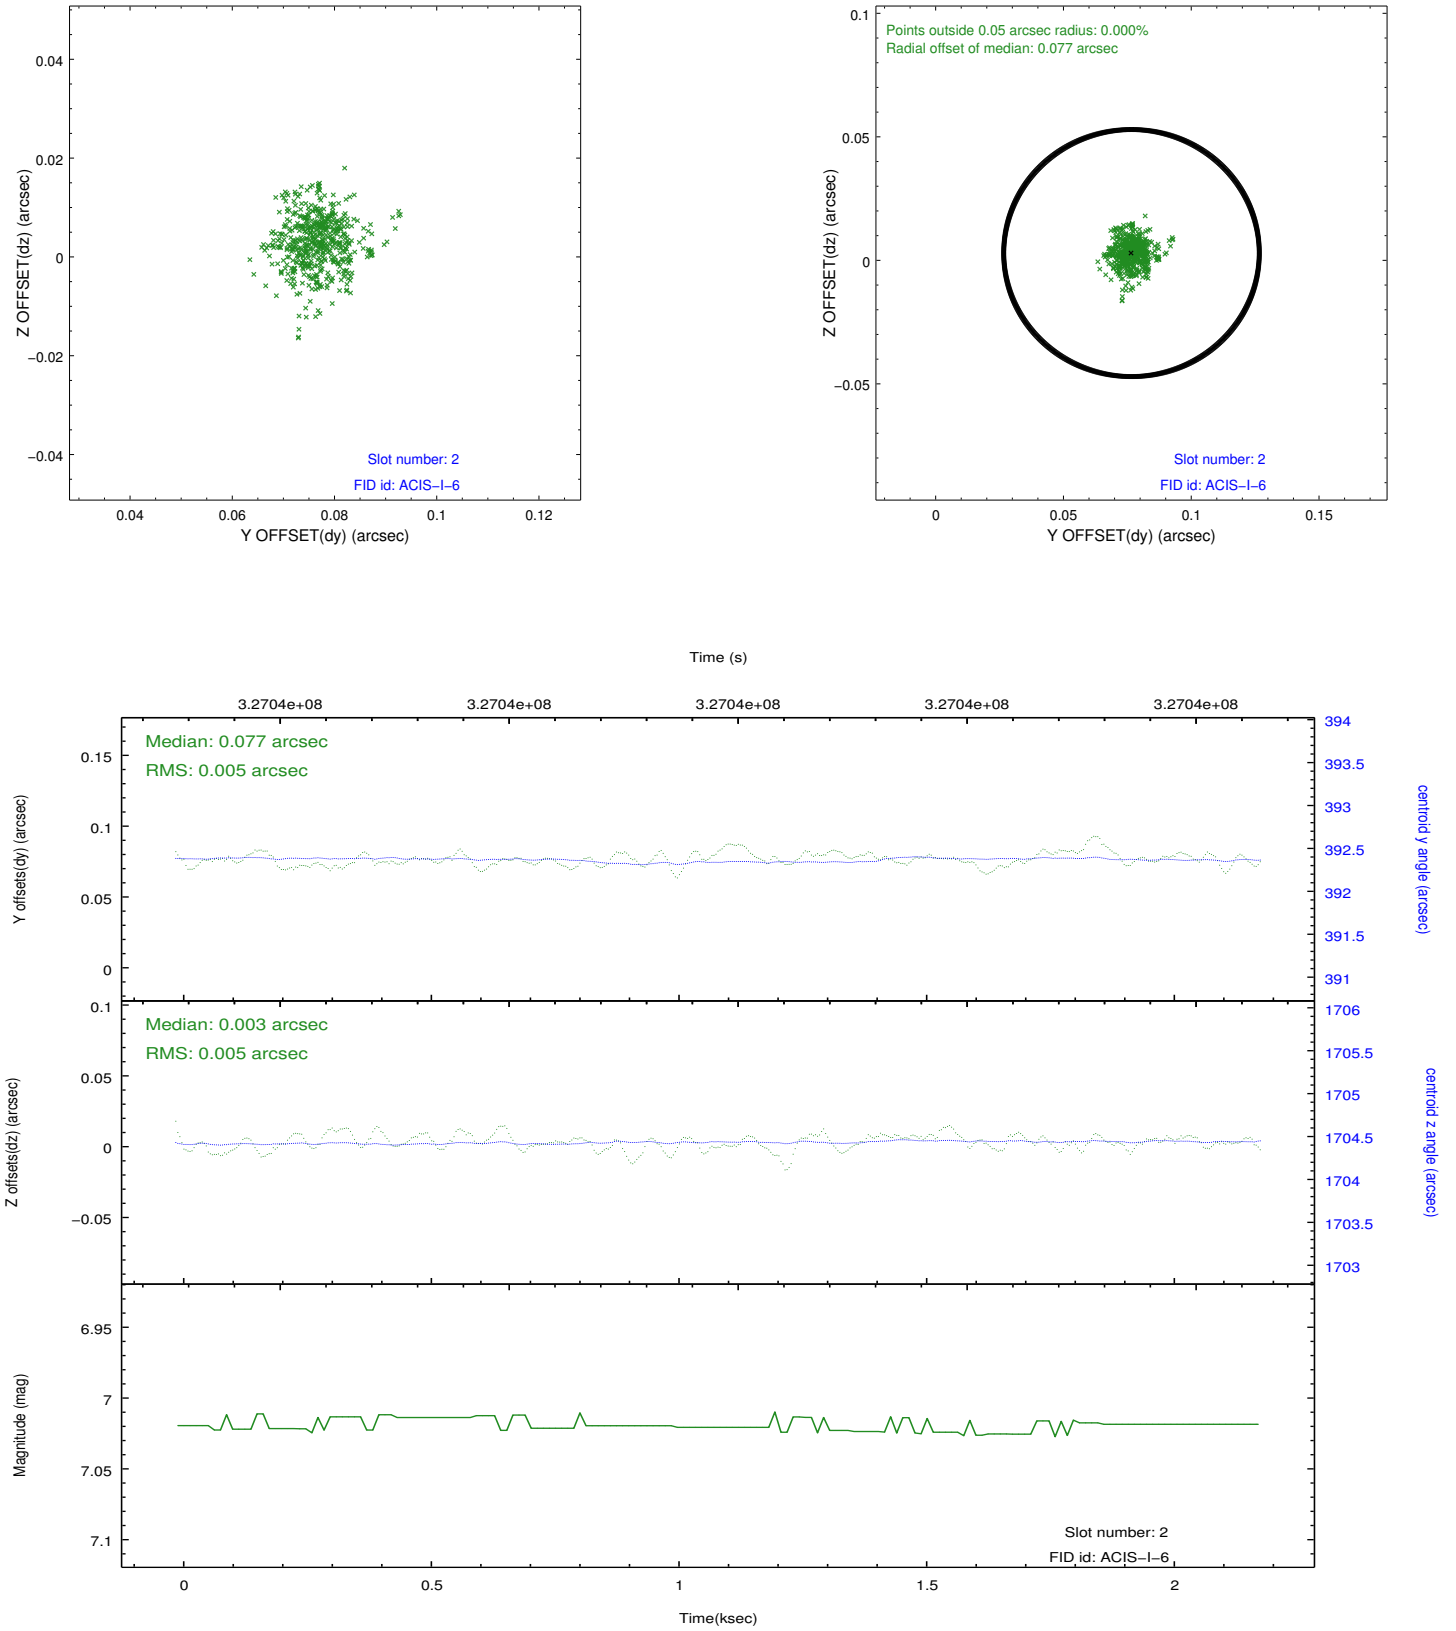 0.04
0.02
0
−0.02
−0.04
Z OFFSET(dz) (arcsec)
Slot number: 2
FID id: ACIS−I−6
0.04 0.06 0.08 0.1 0.12
Y OFFSET(dy) (arcsec)
Points outside 0.05 arcsec radius: 0.000%
Radial offset of median: 0.077 arcsec
0.1
0.05
0
−0.05
Z OFFSET(dz) (arcsec)
Slot number: 2
FID id: ACIS−I−6
0 0.05 0.1 0.15
Y OFFSET(dy) (arcsec)
Time (s)
3.2704e+08 3.2704e+08 3.2704e+08 3.2704e+08 3.2704e+08
Median: 0.077 arcsec
RMS: 0.005 arcsec
0.15
0.1
0.05
0
Y offsets(dy) (arcsec)
394
393.5
393
392.5
392
391.5
391
centroid y angle (arcsec)
Median: 0.003 arcsec
RMS: 0.005 arcsec
0.1
0.05
0
−0.05
Z offsets(dz) (arcsec)
1706
1705.5
1705
1704.5
1704
1703.5
1703
centroid z angle (arcsec)
6.95
7
7.05
7.1
Magnitude (mag)
Slot number: 2
FID id: ACIS−I−6
0 0.5 1 1.5 2
Time(ksec)